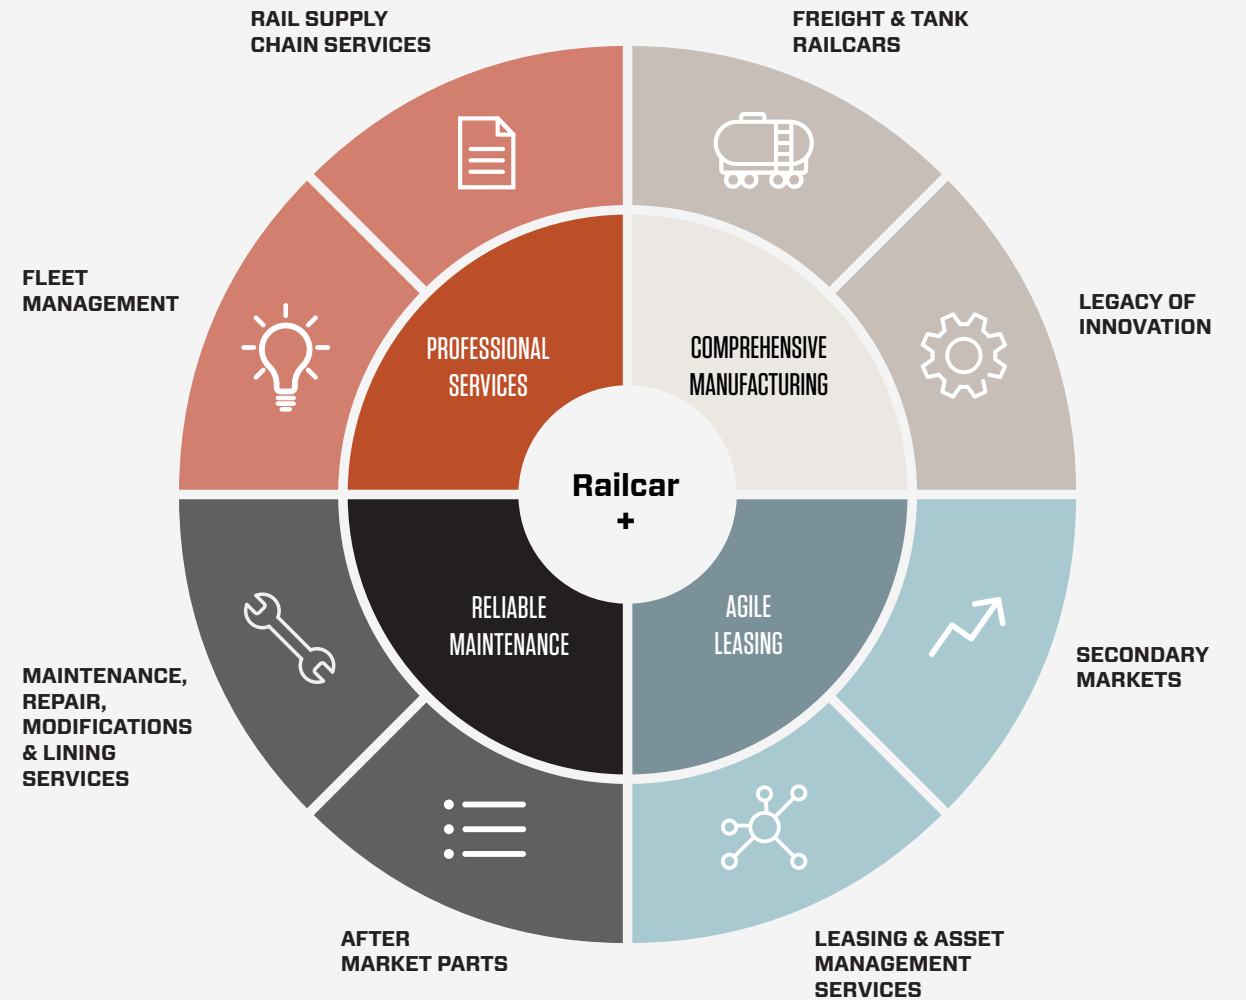 RAIL SUPPLY
CHAIN SERVICES
FREIGHT & TANK
RAILCARS
FLEET
MANAGEMENT
LEGACY OF
INNOVATION
PROFESSIONAL
SERVICES
COMPREHENSIVE
MANUFACTURING
Railcar
+
RELIABLE
MAINTENANCE
AGILE
LEASING
MAINTENANCE,
REPAIR,
MODIFICATIONS
& LINING
SERVICES
SECONDARY
MARKETS
AFTER
MARKET PARTS
LEASING & ASSET
MANAGEMENT
SERVICES